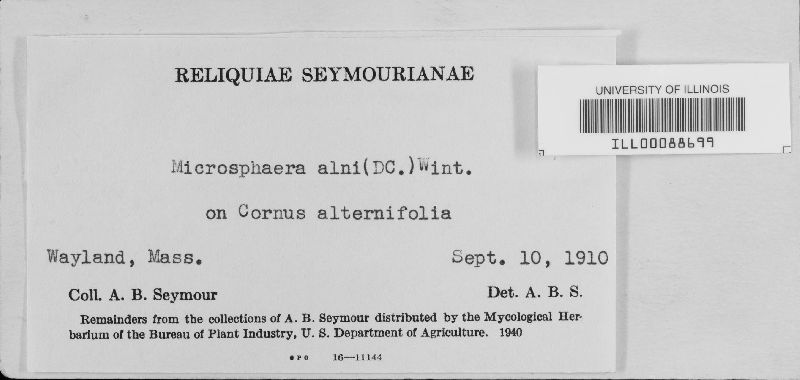 RELIQUIAE SEYMOURIANAE
UNIVERSITY OF ILLINOIS
ILL00088699
Microsphaera alni(DC.)Wint.
on Cornus alternifolia
Wayland, Mass. Sept. 10, 1910
Coll. A. B. Seymour Det. A. B. S.
Remainders from the collections of A. B. Seymour distributed by the Mycological Her-
barium of the Bureau of Plant Industry, U. S. Department of Agriculture. 1940
GPO 16—11144